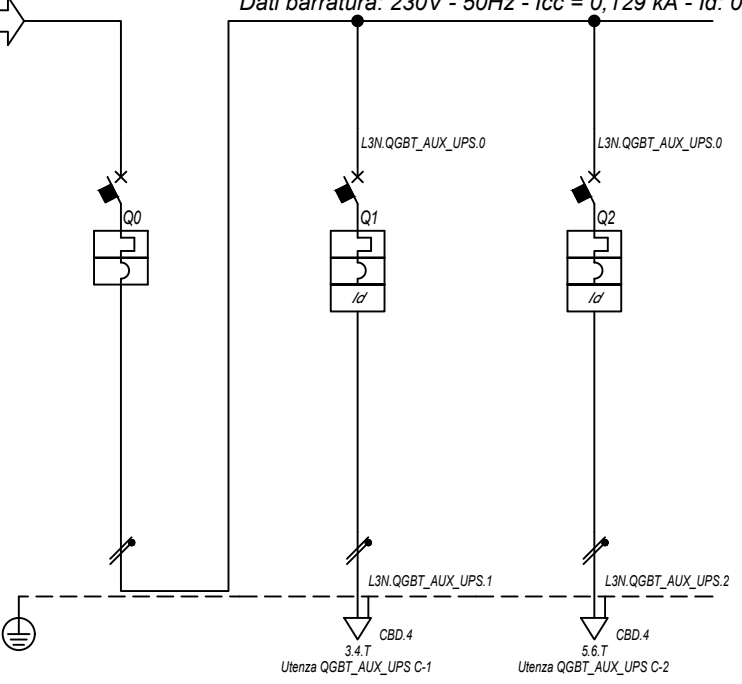 Dati barratura: 230V - 50Hz - Icc = 0,129 kA - Id: 0
L3N.QGBT_AUX_UPS.0
L3N.QGBT_AUX_UPS.0
Q0
Q1
Q2
Id
Id
L3N.QGBT_AUX_UPS.1
L3N.QGBT_AUX_UPS.2
CBD.4
CBD.4
3.4.T
5.6.T
Utenza QGBT_AUX_UPS C-1
Utenza QGBT_AUX_UPS C-2